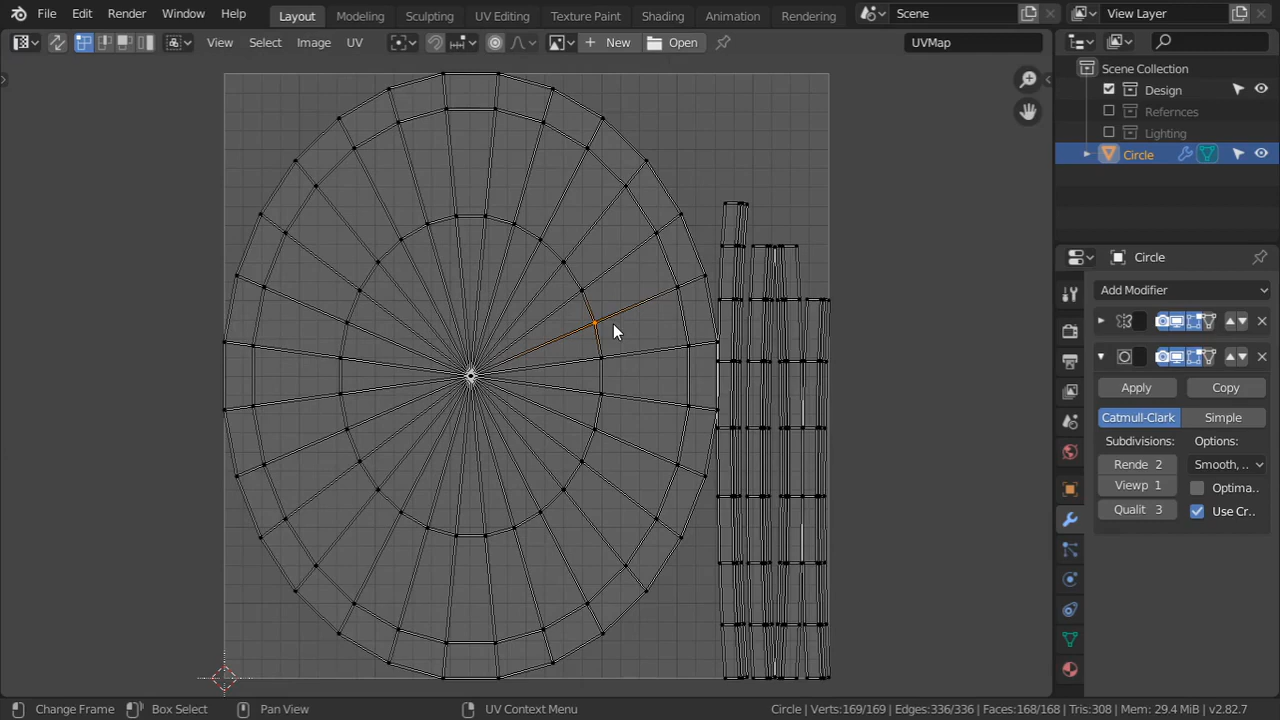 File Edit Render Window Help Layout Modeling Sculpting UV Editing Texture Paint Shading Animation Rendering Scene View Layer
View Select Image UV New Open UVMap
Scene Collection
Design
Refernces
Lighting
Circle
Circle
Add Modifier
Apply Copy
Catmull-Clark Simple
Subdivisions: Options:
Rende 2 Smooth, ..
Viewp 1 Optima..
Qualit 3 Use Cr..
Change Frame Box Select Pan View UV Context Menu Circle | Verts:169/169 | Edges:336/336 | Faces:168/168 | Tris:308 | Mem: 29.4 MiB | v2.82.7